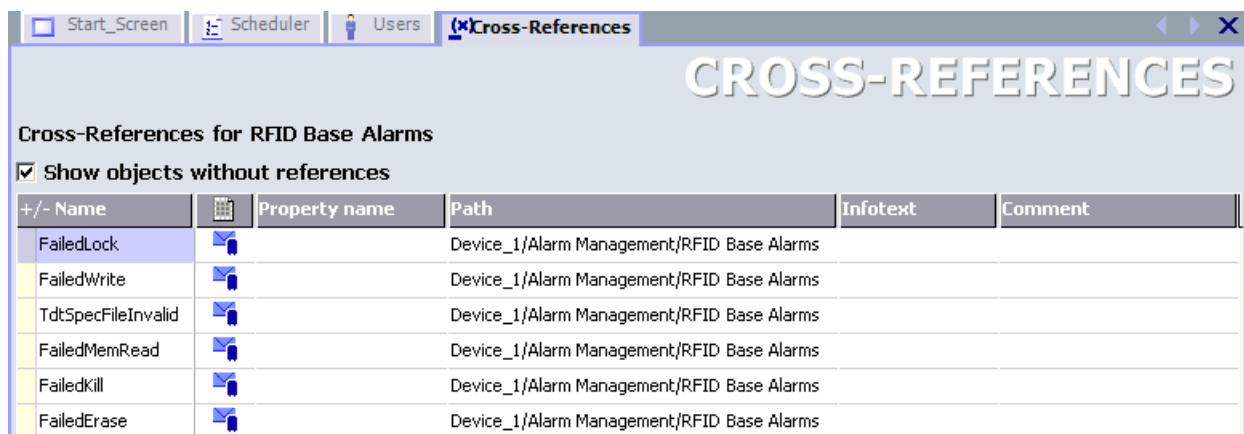 Start_Screen Scheduler Users Cross-References
CROSS-REFERENCES
Cross-References for RFID Base Alarms
Show objects without references
+/- Name Property name Path Infotext Comment
FailedLock Device_1/Alarm Management/RFID Base Alarms
FailedWrite Device_1/Alarm Management/RFID Base Alarms
TdtSpecFileInvalid Device_1/Alarm Management/RFID Base Alarms
FailedMemRead Device_1/Alarm Management/RFID Base Alarms
FailedKill Device_1/Alarm Management/RFID Base Alarms
FailedErase Device_1/Alarm Management/RFID Base Alarms